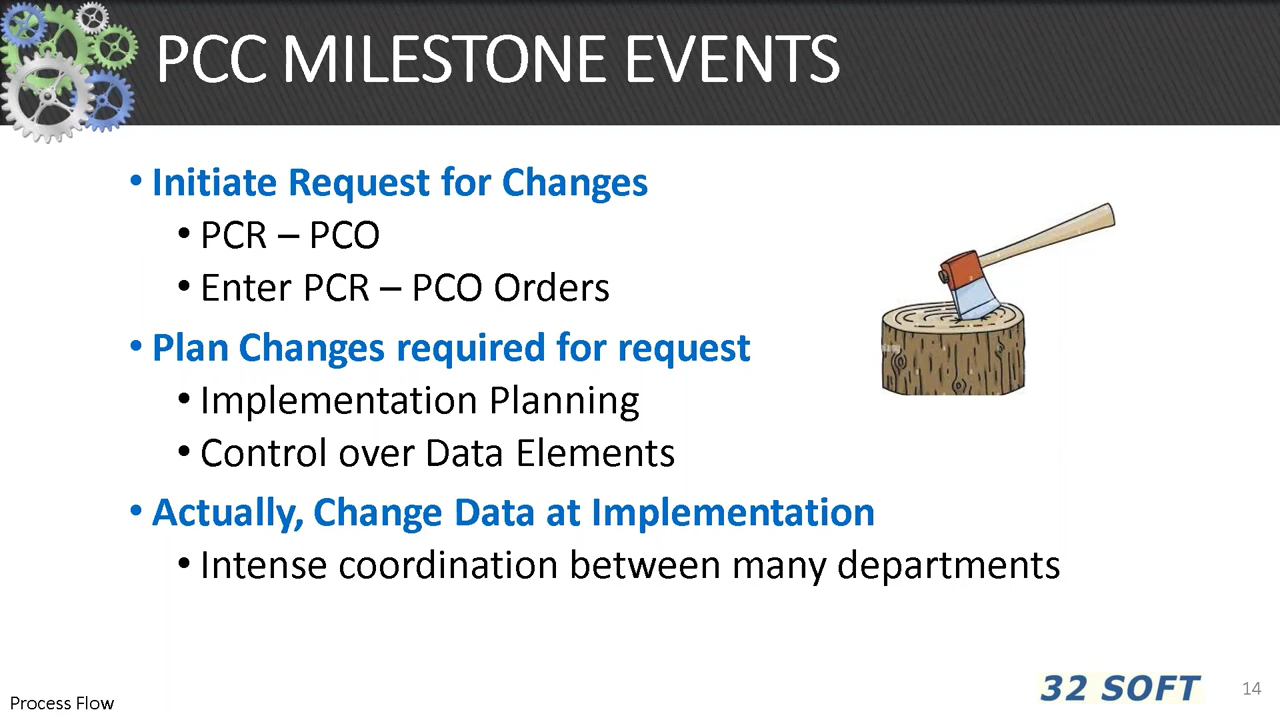 PCC MILESTONE EVENTS
• Initiate Request for Changes
• PCR – PCO
• Enter PCR – PCO Orders
• Plan Changes required for request
• Implementation Planning
• Control over Data Elements
• Actually, Change Data at Implementation
• Intense coordination between many departments
Process Flow
32 SOFT
14